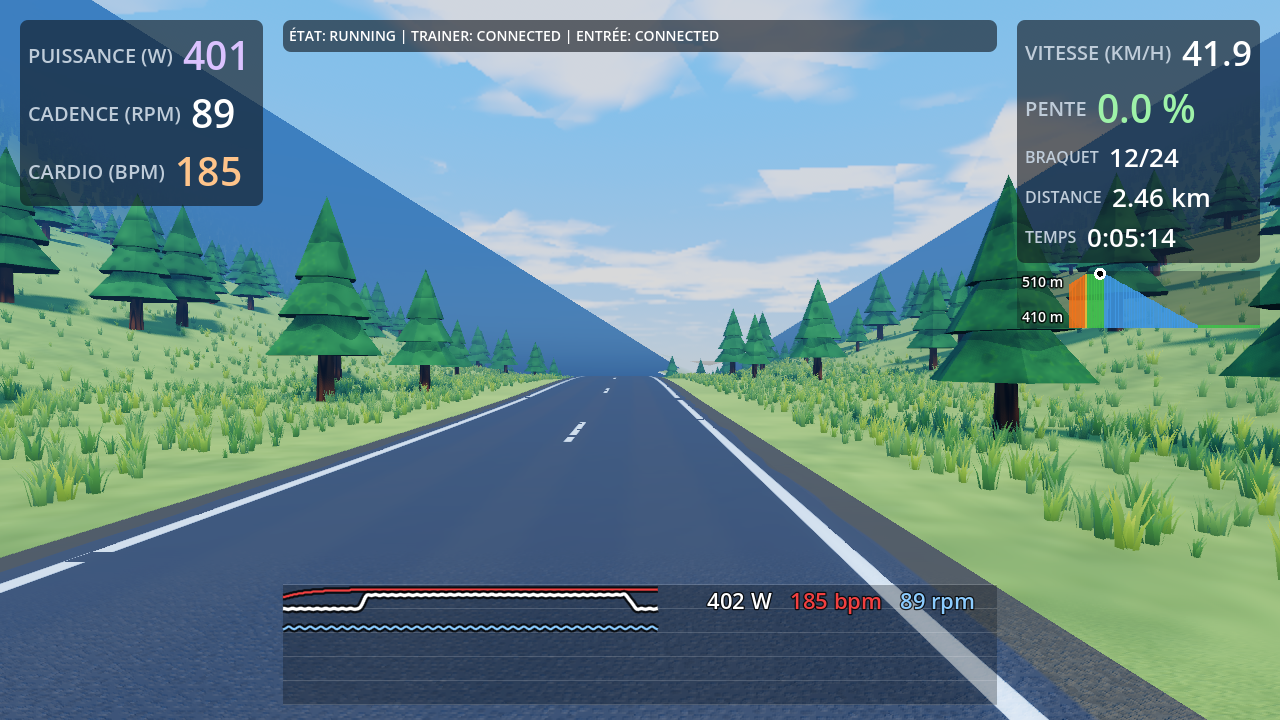 PUISSANCE (W) 401
CADENCE (RPM) 89
CARDIO (BPM) 185
ÉTAT: RUNNING | TRAINER: CONNECTED | ENTRÉE: CONNECTED
VITESSE (KM/H) 41.9
PENTE 0.0 %
BRAQUET 12/24
DISTANCE 2.46 km
TEMPS 0:05:14
510 m
410 m
402 W 185 bpm 89 rpm